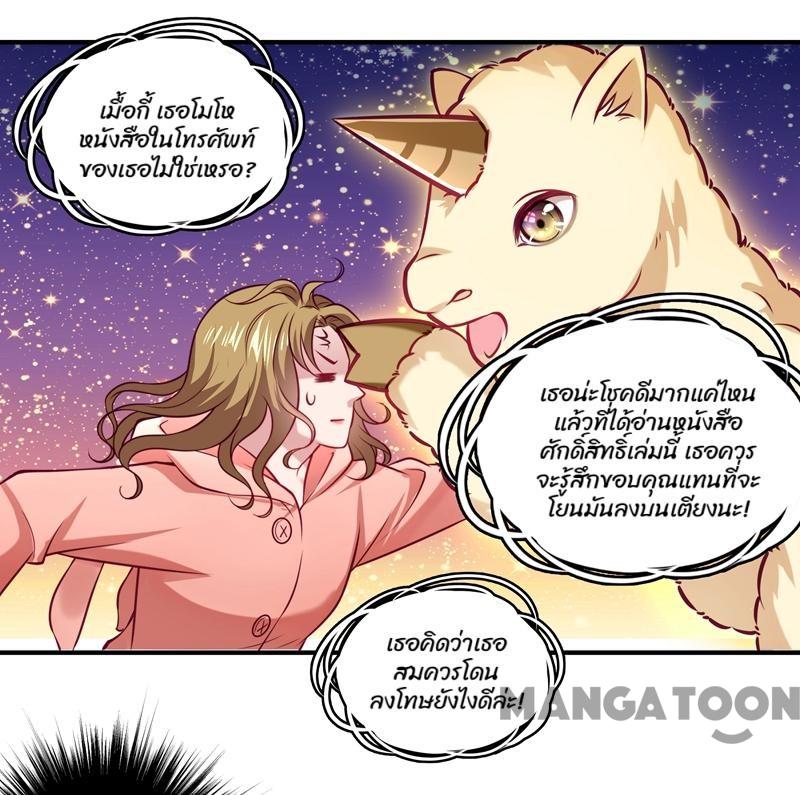 เมื่อกี้ เธอโมโห
หนังสือในโทรศัพท์
ของเธอไม่ใช่เหรอ?
เธอน่ะโชคดีมากแค่ไหน
แล้วที่ได้อ่านหนังสือ
ศักดิ์สิทธิ์เล่มนี้ เธอควร
จะรู้สึกขอบคุณแทนที่จะ
โยนมันลงบนเตียงนะ!
เธอคิดว่าเธอ
สมควรโดน
ลงโทษยังไงดีล่ะ!
MANGATOON